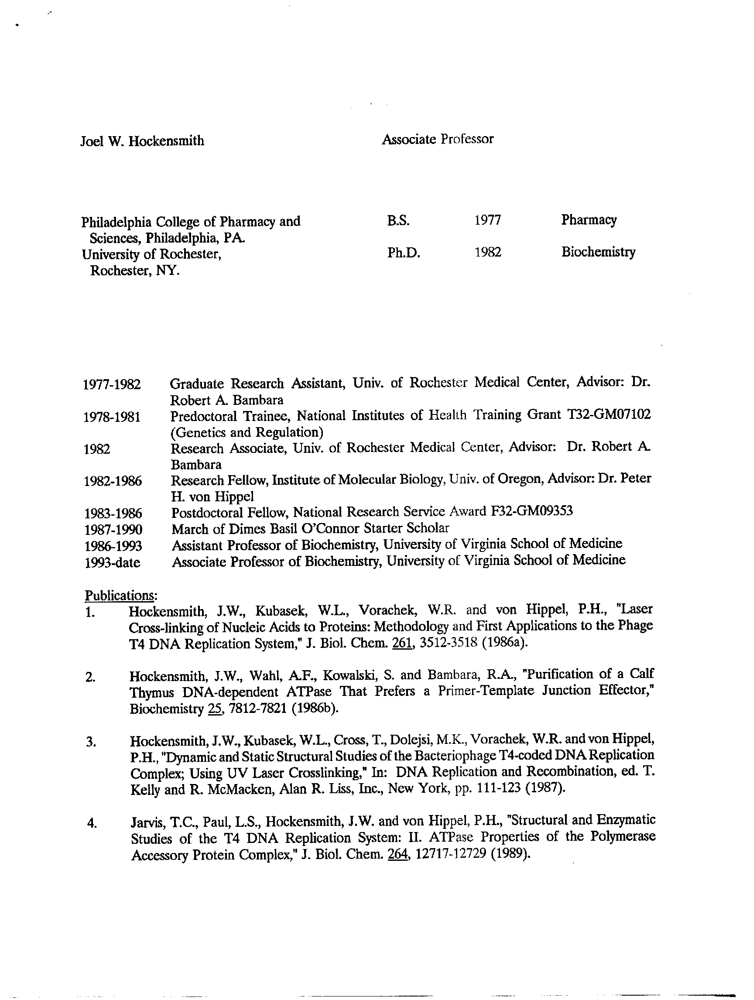 Joel W. Hockensmith Associate Professor
Philadelphia College of Pharmacy and B.S. 1977 Pharmacy
Sciences, Philadelphia, PA.
University of Rochester, Ph.D. 1982 Biochemistry
Rochester, NY.
1977-1982 Graduate Research Assistant, Univ. of Rochester Medical Center, Advisor: Dr.
Robert A. Bambara
1978-1981 Predoctoral Trainee, National Institutes of Health Training Grant T32-GM07102
(Genetics and Regulation)
1982 Research Associate, Univ. of Rochester Medical Center, Advisor: Dr. Robert A.
Bambara
1982-1986 Research Fellow, Institute of Molecular Biology, Univ. of Oregon, Advisor: Dr. Peter
H. von Hippel
1983-1986 Postdoctoral Fellow, National Research Service Award F32-GM09353
1987-1990 March of Dimes Basil O'Connor Starter Scholar
1986-1993 Assistant Professor of Biochemistry, University of Virginia School of Medicine
1993-date Associate Professor of Biochemistry, University of Virginia School of Medicine
Publications:
1. Hockensmith, J.W., Kubasek, W.L., Vorachek, W.R. and von Hippel, P.H., "Laser
Cross-linking of Nucleic Acids to Proteins: Methodology and First Applications to the Phage
T4 DNA Replication System," J. Biol. Chem. 261, 3512-3518 (1986a).
2. Hockensmith, J.W., Wahl, A.F., Kowalski, S. and Bambara, R.A., "Purification of a Calf
Thymus DNA-dependent ATPase That Prefers a Primer-Template Junction Effector,"
Biochemistry 25, 7812-7821 (1986b).
3. Hockensmith, J.W., Kubasek, W.L., Cross, T., Dolejsi, M.K., Vorachek, W.R. and von Hippel,
P.H., "Dynamic and Static Structural Studies of the Bacteriophage T4-coded DNA Replication
Complex; Using UV Laser Crosslinking," In: DNA Replication and Recombination, ed. T.
Kelly and R. McMacken, Alan R. Liss, Inc., New York, pp. 111-123 (1987).
4. Jarvis, T.C., Paul, L.S., Hockensmith, J.W. and von Hippel, P.H., "Structural and Enzymatic
Studies of the T4 DNA Replication System: II. ATPase Properties of the Polymerase
Accessory Protein Complex," J. Biol. Chem. 264, 12717-12729 (1989).